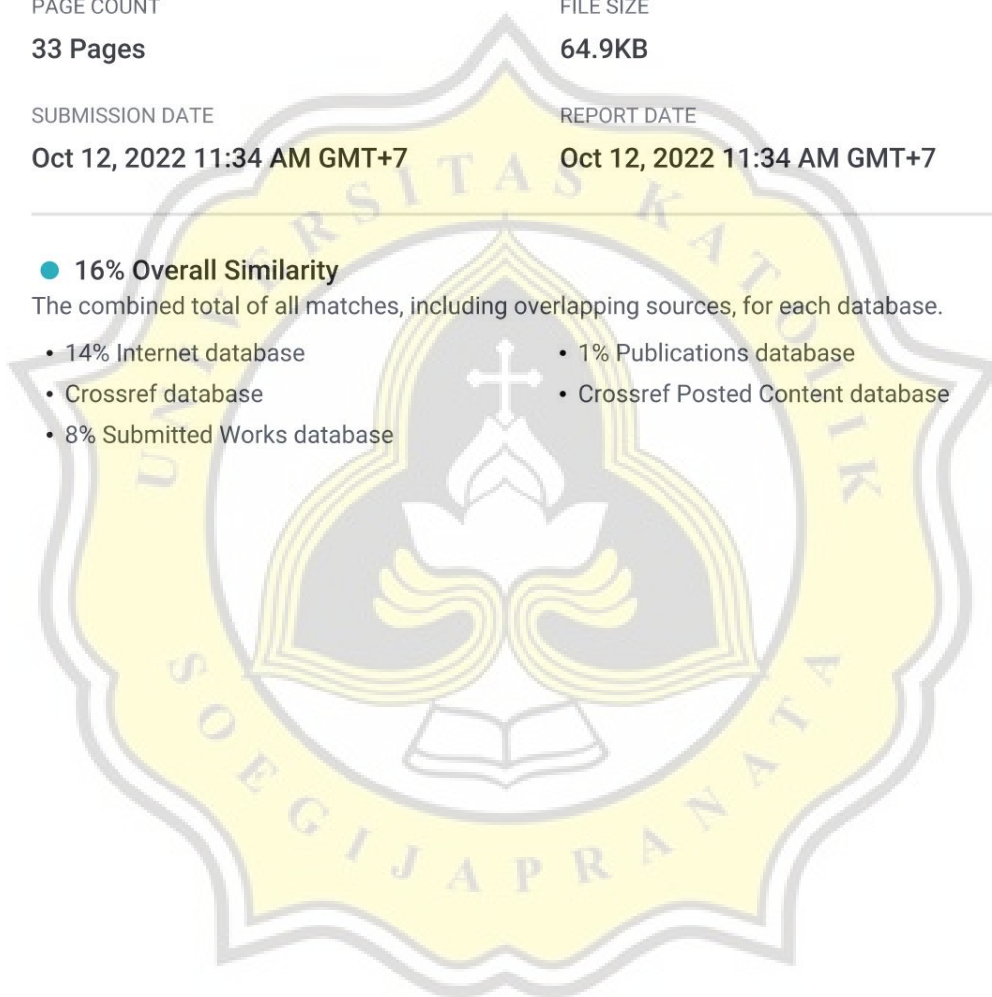 PAGE COUNT
33 Pages
FILE SIZE
64.9KB
SUBMISSION DATE
Oct 12, 2022 11:34 AM GMT+7
REPORT DATE
Oct 12, 2022 11:34 AM GMT+7
16% Overall Similarity
The combined total of all matches, including overlapping sources, for each database.
• 14% Internet database
• Crossref database
• 8% Submitted Works database
• 1% Publications database
• Crossref Posted Content database
UNIVERSITAS KATOLIK
SOEGIJAPRANATA